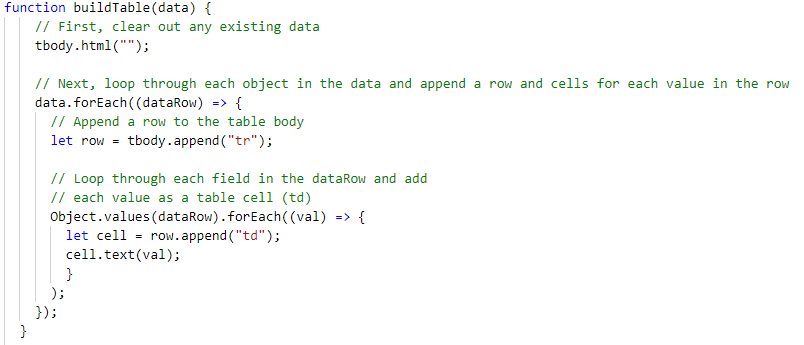 function buildTable(data) {
// First, clear out any existing data
tbody.html("");
// Next, loop through each object in the data and append a row and cells for each value in the row
data.forEach((dataRow) => {
// Append a row to the table body
let row = tbody.append("tr");
// Loop through each field in the dataRow and add
// each value as a table cell (td)
Object.values(dataRow).forEach((val) => {
let cell = row.append("td");
cell.text(val);
}
);
});
}